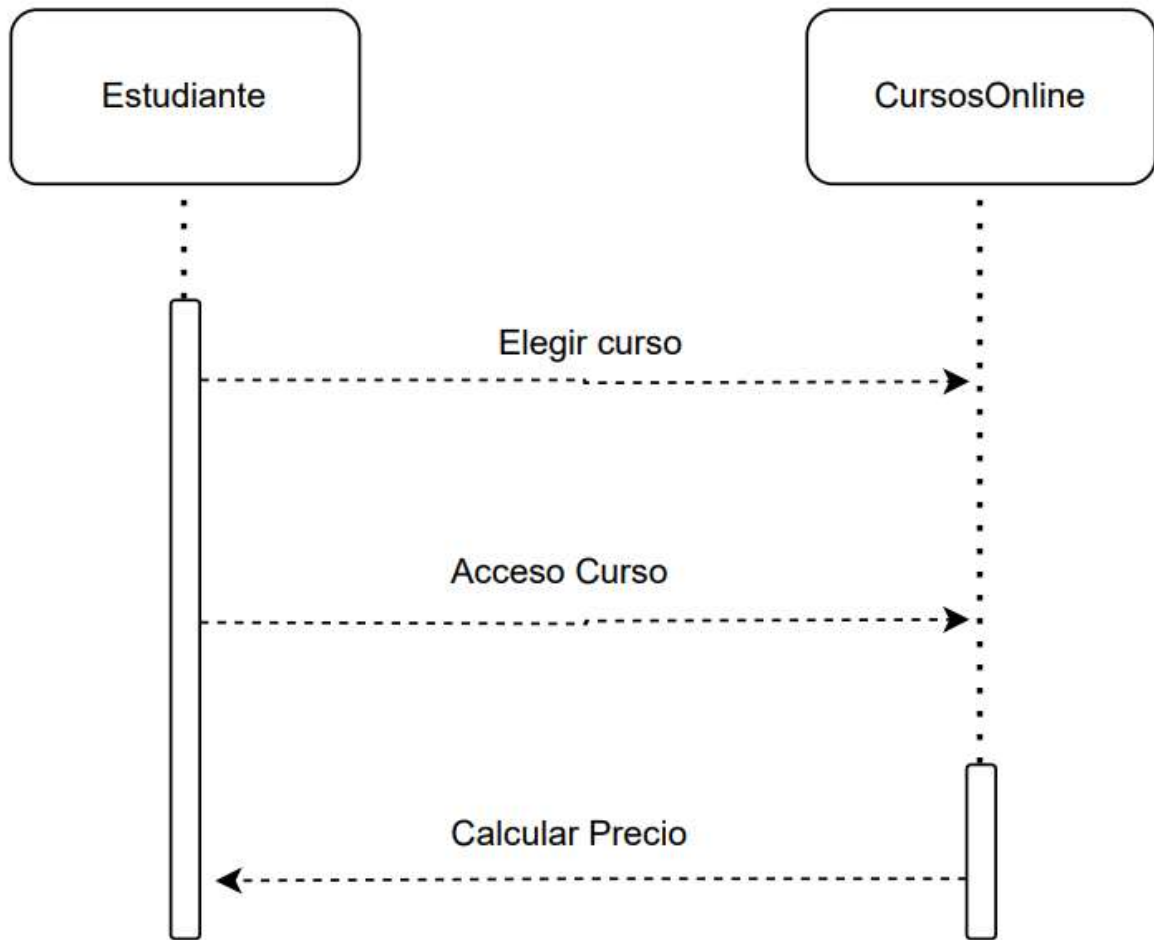 Estudiante
CursosOnline
Elegir curso
Acceso Curso
Calcular Precio